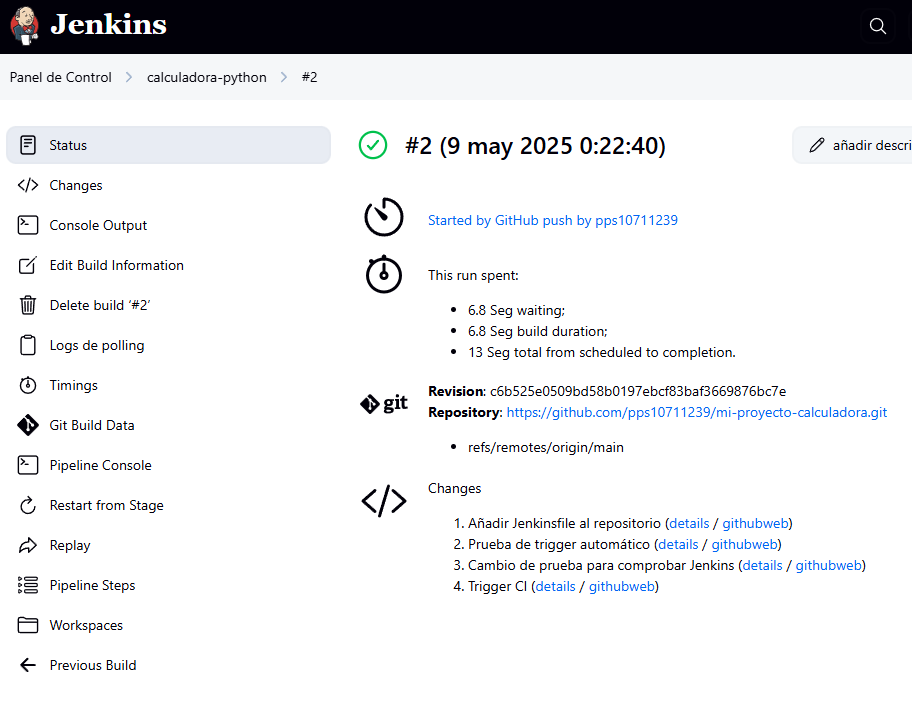 Jenkins
Panel de Control > calculadora-python > #2
Status
Changes
Console Output
Edit Build Information
Delete build ‘#2’
Logs de polling
Timings
Git Build Data
Pipeline Console
Restart from Stage
Replay
Pipeline Steps
Workspaces
Previous Build
#2 (9 may 2025 0:22:40)
añadir descri
Started by GitHub push by pps10711239
This run spent:
6.8 Seg waiting;
6.8 Seg build duration;
13 Seg total from scheduled to completion.
git
Revision: c6b525e0509bd58b0197ebcf83baf3669876bc7e
Repository: https://github.com/pps10711239/mi-proyecto-calculadora.git
refs/remotes/origin/main
Changes
1. Añadir Jenkinsfile al repositorio (details / githubweb)
2. Prueba de trigger automático (details / githubweb)
3. Cambio de prueba para comprobar Jenkins (details / githubweb)
4. Trigger CI (details / githubweb)